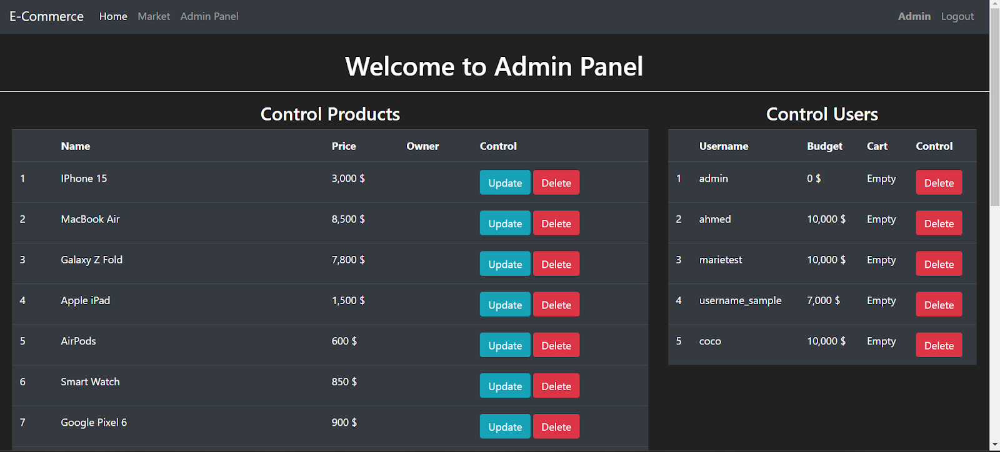 E-Commerce Home Market Admin Panel Admin Logout
Welcome to Admin Panel
Control Products
Name Price Owner Control
1 IPhone 15 3,000 $ Update Delete
2 MacBook Air 8,500 $ Update Delete
3 Galaxy Z Fold 7,800 $ Update Delete
4 Apple iPad 1,500 $ Update Delete
5 AirPods 600 $ Update Delete
6 Smart Watch 850 $ Update Delete
7 Google Pixel 6 900 $ Update Delete
Control Users
Username Budget Cart Control
1 admin 0 $ Empty Delete
2 ahmed 10,000 $ Empty Delete
3 marietest 10,000 $ Empty Delete
4 username_sample 7,000 $ Empty Delete
5 coco 10,000 $ Empty Delete